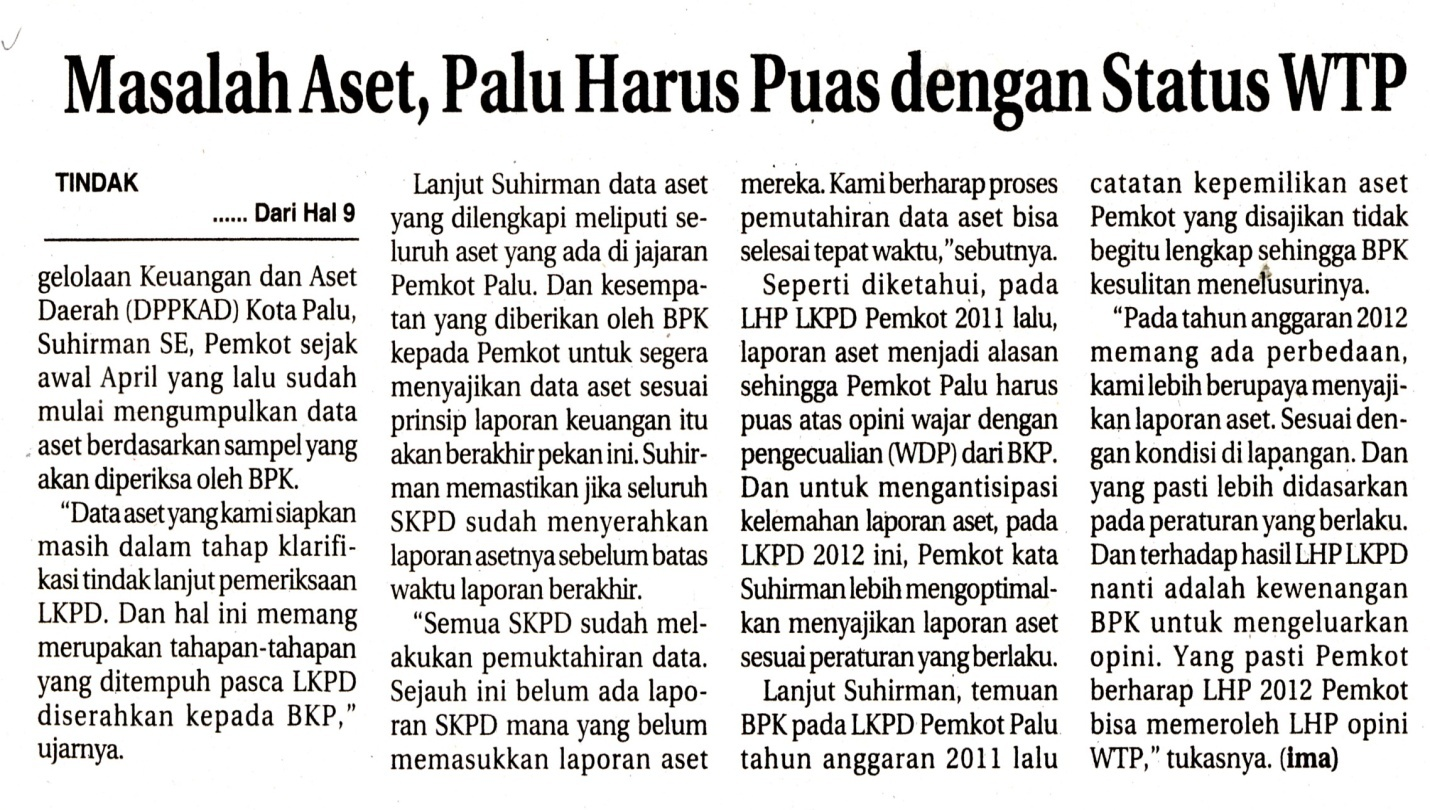 Masalah Aset, Palu Harus Puas dengan Status WTP
TINDAK
...... Dari Hal 9
gelolaan Keuangan dan Aset
Daerah (DPPKAD) Kota Palu,
Suhirman SE, Pemkot sejak
awal April yang lalu sudah
mulai mengumpulkan data
aset berdasarkan sampel yang
akan diperiksa oleh BPK.
“Data aset yang kami siapkan
masih dalam tahap klarifi-
kasi tindak lanjut pemeriksaan
LKPD. Dan hal ini memang
merupakan tahapan-tahapan
yang ditempuh pasca LKPD
diserahkan kepada BKP,”
ujarnya.
Lanjut Suhirman data aset
yang dilengkapi meliputi se-
luruh aset yang ada di jajaran
Pemkot Palu. Dan kesempa-
tan yang diberikan oleh BPK
kepada Pemkot untuk segera
menyajikan data aset sesuai
prinsip laporan keuangan itu
akan berakhir pekan ini. Suhir-
man memastikan jika seluruh
SKPD sudah menyerahkan
laporan asetnya sebelum batas
waktu laporan berakhir.
“Semua SKPD sudah mel-
akukan pemuktahiran data.
Sejauh ini belum ada lapo-
ran SKPD mana yang belum
memasukkan laporan aset
mereka. Kami berharap proses
pemutahiran data aset bisa
selesai tepat waktu,”sebutnya.
Seperti diketahui, pada
LHP LKPD Pemkot 2011 lalu,
laporan aset menjadi alasan
sehingga Pemkot Palu harus
puas atas opini wajar dengan
pengecualian (WDP) dari BKP.
Dan untuk mengantisipasi
kelemahan laporan aset, pada
LKPD 2012 ini, Pemkot kata
Suhirman lebih mengoptimal-
kan menyajikan laporan aset
sesuai peraturan yang berlaku.
Lanjut Suhirman, temuan
BPK pada LKPD Pemkot Palu
tahun anggaran 2011 lalu
catatan kepemilikan aset
Pemkot yang disajikan tidak
begitu lengkap sehingga BPK
kesulitan menelusurinya.
“Pada tahun anggaran 2012
memang ada perbedaan,
kami lebih berupaya menyaji-
kan laporan aset. Sesuai den-
gan kondisi di lapangan. Dan
yang pasti lebih didasarkan
pada peraturan yang berlaku.
Dan terhadap hasil LHP LKPD
nanti adalah kewenangan
BPK untuk mengeluarkan
opini. Yang pasti Pemkot
berharap LHP 2012 Pemkot
bisa memeroleh LHP opini
WTP,” tukasnya. (ima)